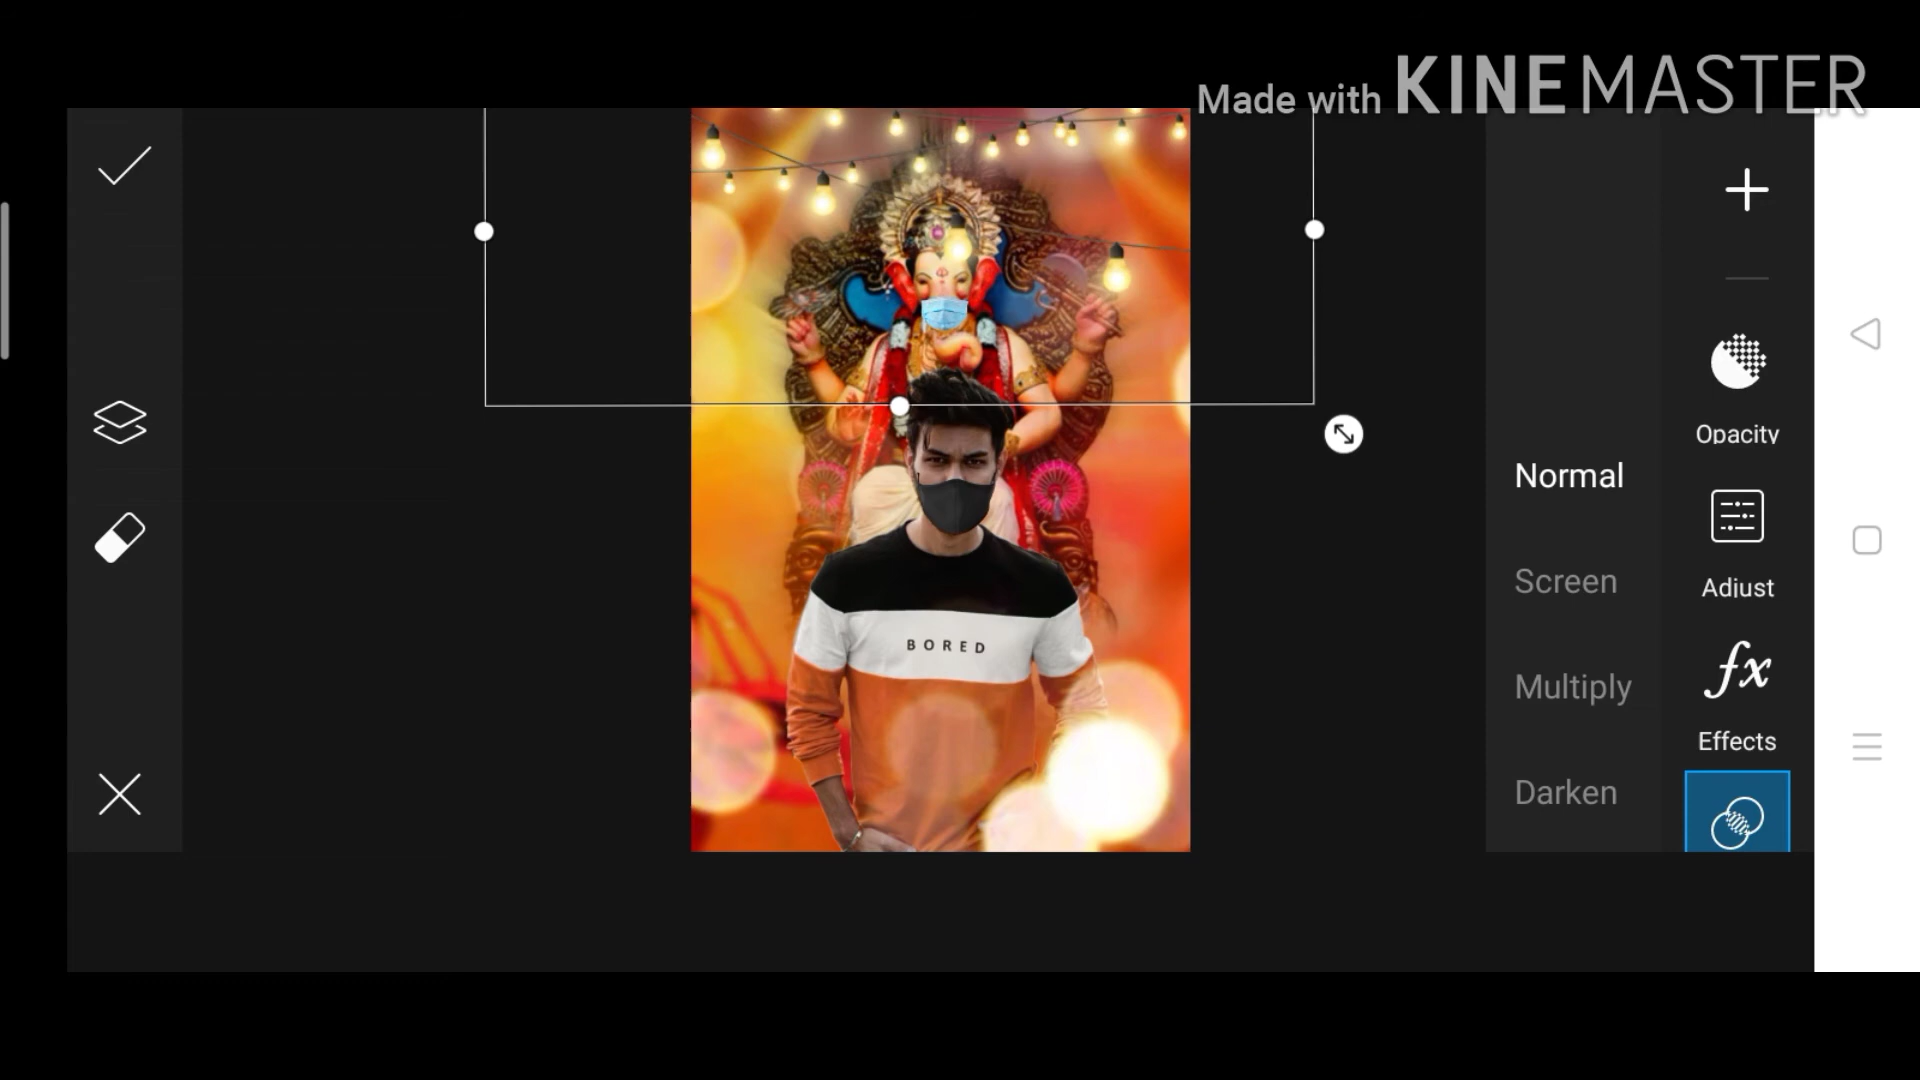 Made with KINEMASTER
Opacity
Normal
Screen
Adjust
Multiply
BORED
Effects
Darken